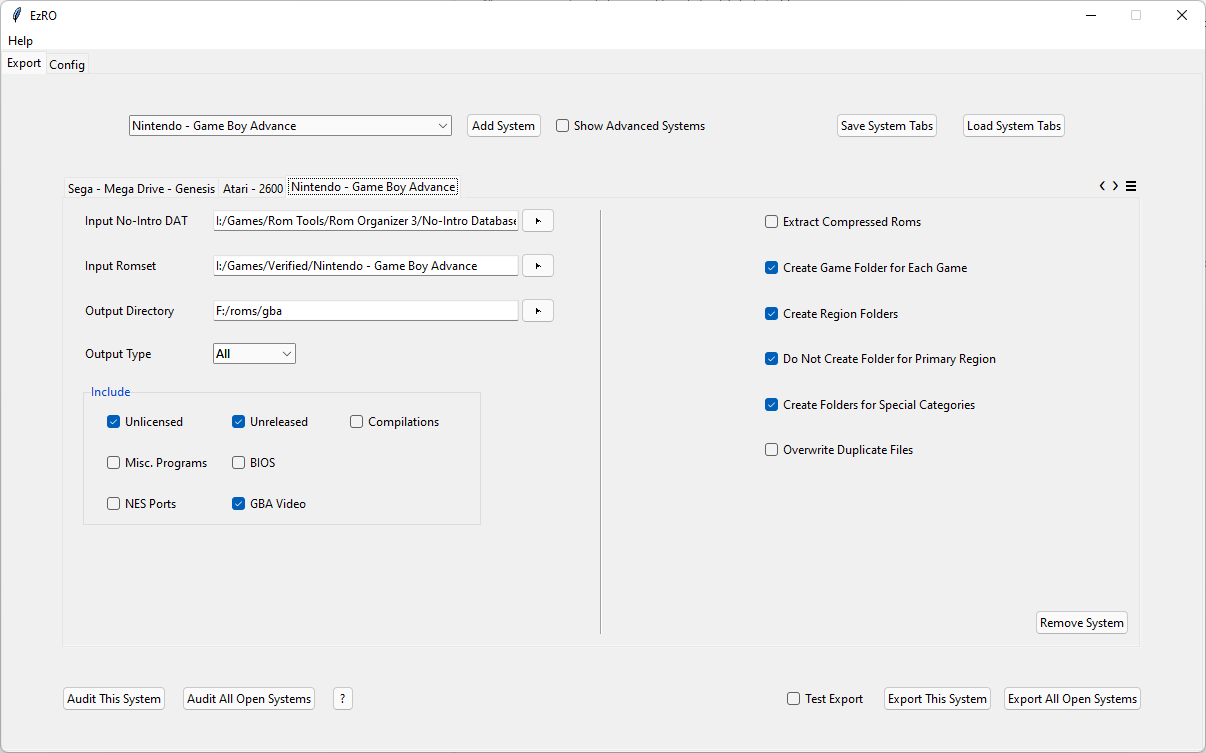 EzRO
Help
Export Config
Nintendo - Game Boy Advance Add System Show Advanced Systems Save System Tabs Load System Tabs
Sega - Mega Drive - Genesis Atari - 2600 Nintendo - Game Boy Advance
Input No-Intro DAT I:/Games/Rom Tools/Rom Organizer 3/No-Intro Database Extract Compressed Roms
Input Romset I:/Games/Verified/Nintendo - Game Boy Advance Create Game Folder for Each Game
Output Directory F:/roms/gba Create Region Folders
Output Type All Do Not Create Folder for Primary Region
Include
Create Folders for Special Categories
Unlicensed Unreleased Compilations
Overwrite Duplicate Files
Misc. Programs BIOS
NES Ports GBA Video
Remove System
Audit This System Audit All Open Systems ? Test Export Export This System Export All Open Systems